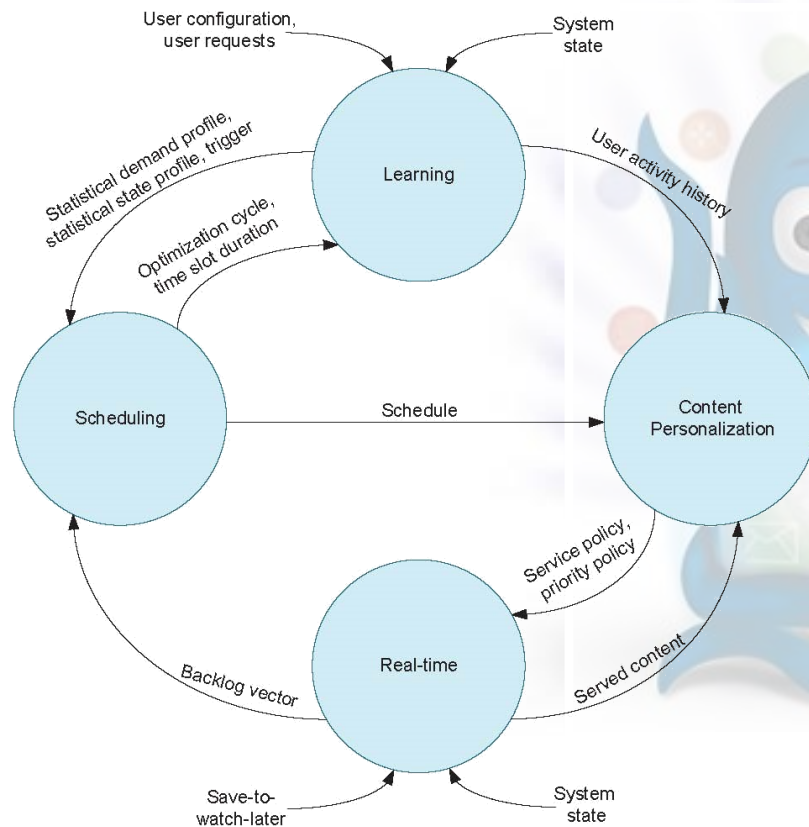 User configuration,
user requests
System
state
Statistical demand profile,
statistical state profile, trigger
Learning
User activity history
Optimization cycle,
time slot duration
Scheduling
Schedule
Content
Personalization
Service policy,
priority policy
Backlog vector
Real-time
Served content
Save-to-
watch-later
System
state